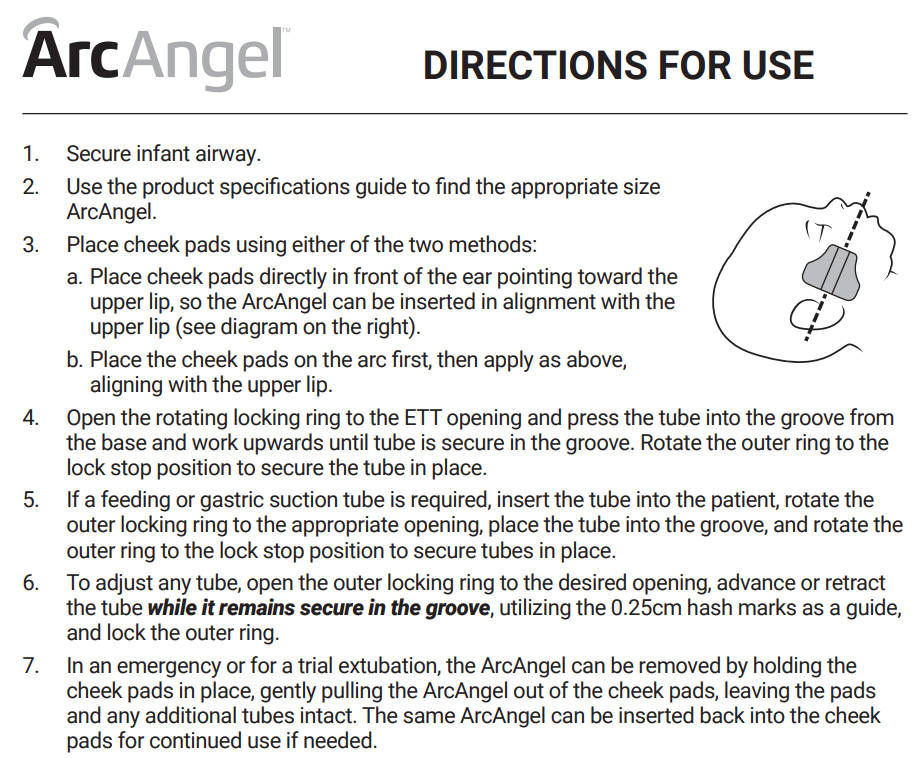 ArcAngel™
DIRECTIONS FOR USE
1. Secure infant airway.
2. Use the product specifications guide to find the appropriate size
ArcAngel.
3. Place cheek pads using either of the two methods:
a. Place cheek pads directly in front of the ear pointing toward the
upper lip, so the ArcAngel can be inserted in alignment with the
upper lip (see diagram on the right).
b. Place the cheek pads on the arc first, then apply as above,
aligning with the upper lip.
4. Open the rotating locking ring to the ETT opening and press the tube into the groove from
the base and work upwards until tube is secure in the groove. Rotate the outer ring to the
lock stop position to secure the tube in place.
5. If a feeding or gastric suction tube is required, insert the tube into the patient, rotate the
outer locking ring to the appropriate opening, place the tube into the groove, and rotate the
outer ring to the lock stop position to secure tubes in place.
6. To adjust any tube, open the outer locking ring to the desired opening, advance or retract
the tube while it remains secure in the groove, utilizing the 0.25cm hash marks as a guide,
and lock the outer ring.
7. In an emergency or for a trial extubation, the ArcAngel can be removed by holding the
cheek pads in place, gently pulling the ArcAngel out of the cheek pads, leaving the pads
and any additional tubes intact. The same ArcAngel can be inserted back into the cheek
pads for continued use if needed.